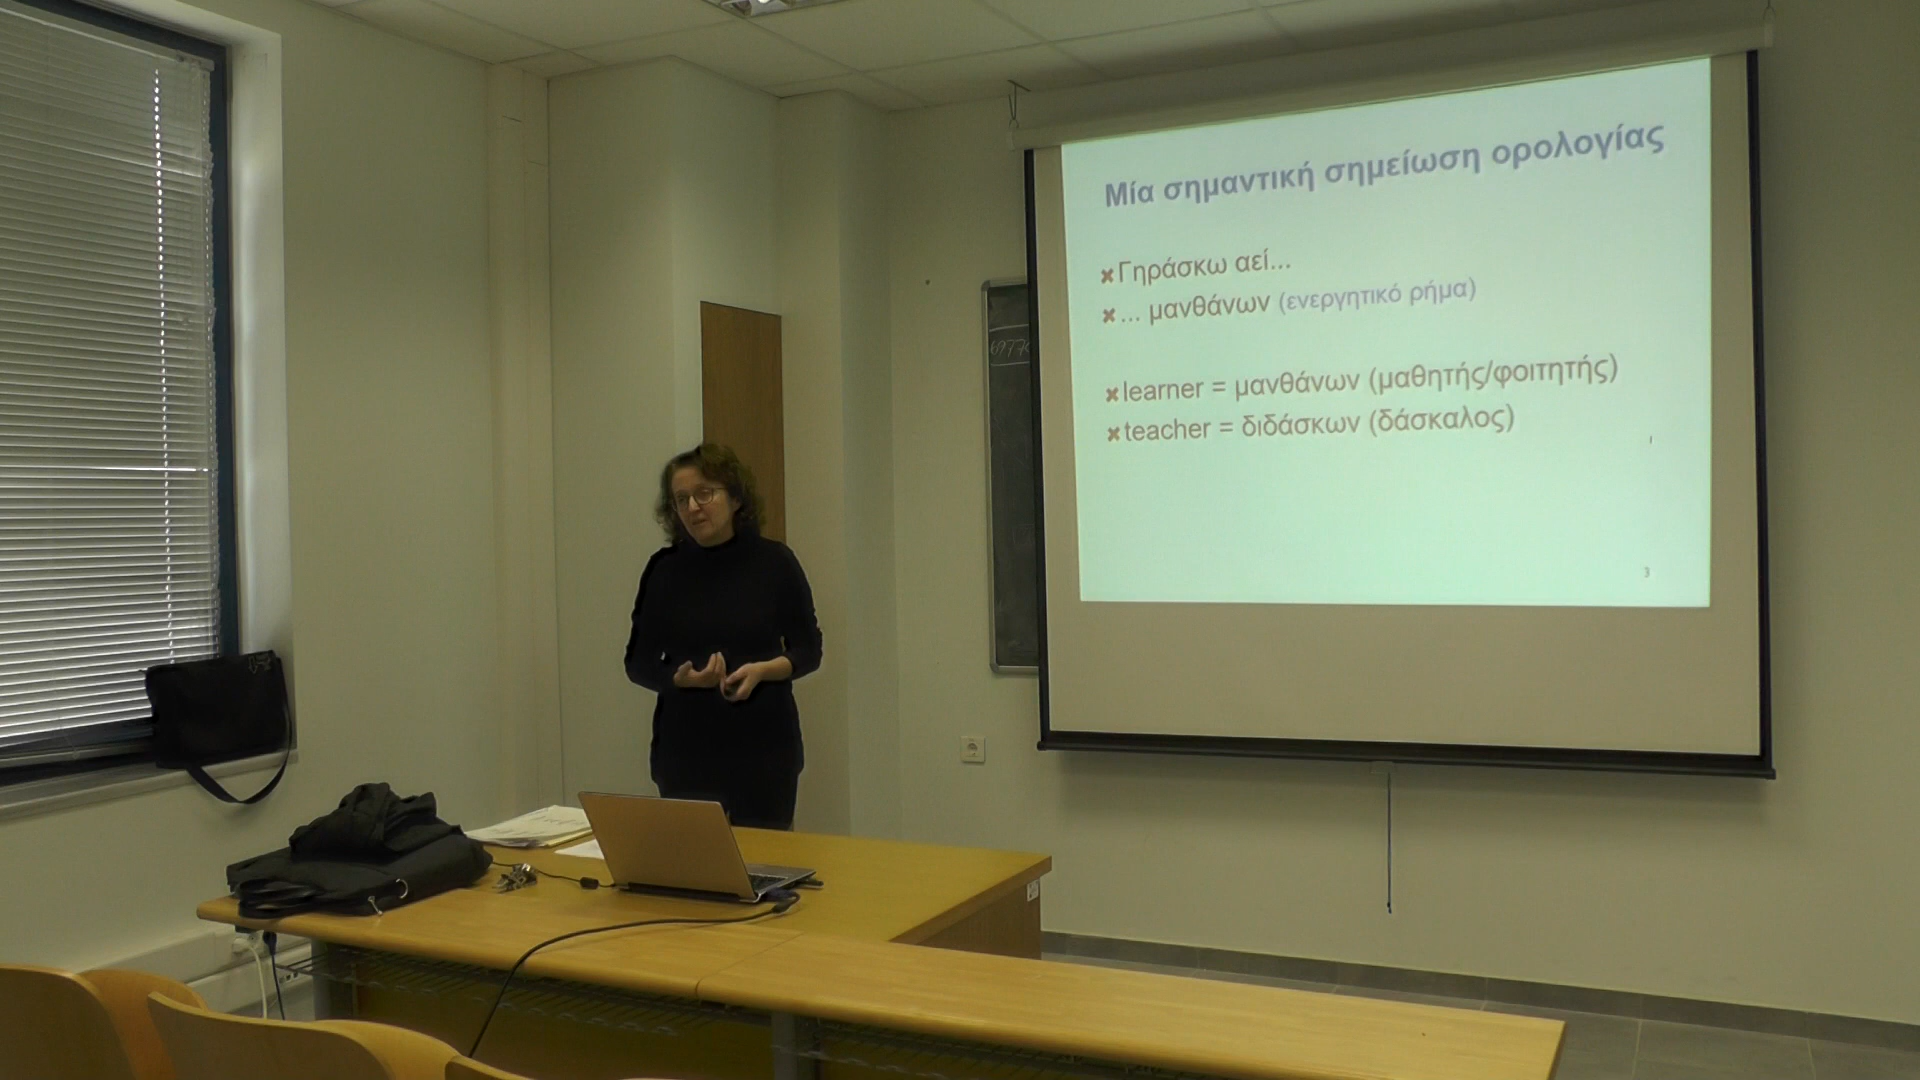 Μία σημαντική σημείωση ορολογίας
Γηράσκω αεί...
... μανθάνων (ενεργητικό ρήμα)
learner = μανθάνων (μαθητής/φοιτητής)
teacher = διδάσκων (δάσκαλος)
3